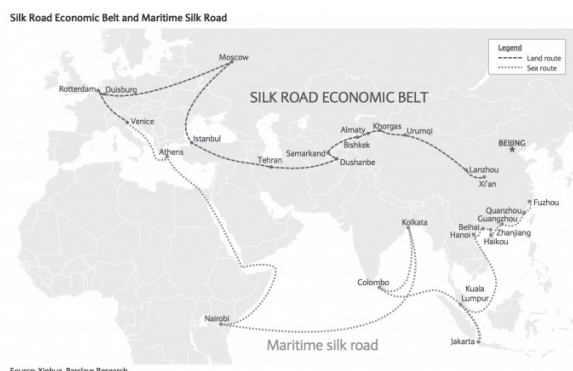 Silk Road Economic Belt and Maritime Silk Road
Legend
Land route
Sea route
Moscow
SILK ROAD ECONOMIC BELT
Rotterdam
Duisburg
Venice
Istanbul
Athens
Almaty
Khorgas
Urumqi
Bishkek
Samarkand
Dushanbe
Tehran
BEIJING
Lanzhou
Xi'an
Fuzhou
Quanzhou
Guangzhou
Beihai
Zhanjiang
Hanoi
Haikou
Kolkata
Colombo
Kuala
Lumpur
Nairobi
Maritime silk road
Jakarta
Source: Xinhua, Barclays Research